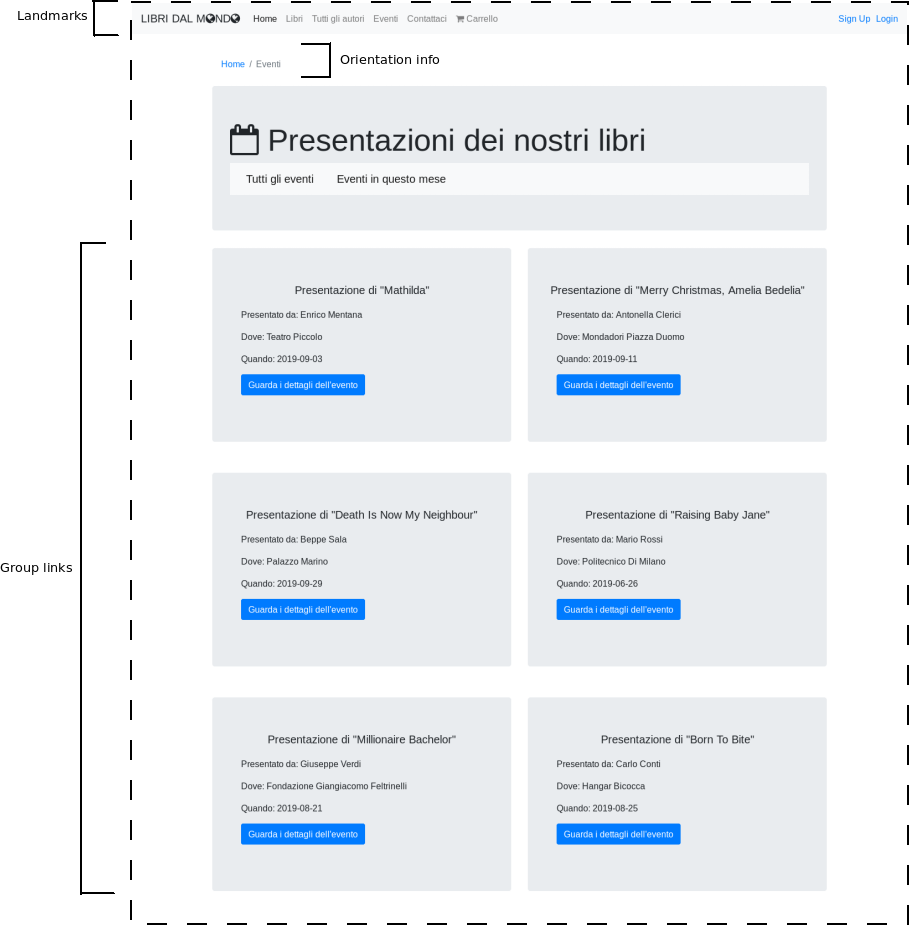 Landmarks
LIBRI DAL MONDO Home Libri Tutti gli autori Eventi Contattaci Carrello Sign Up Login
Home / Eventi
Orientation info
Presentazioni dei nostri libri
Tutti gli eventi Eventi in questo mese
Group links
Presentazione di "Mathilda"
Presentato da: Enrico Mentana
Dove: Teatro Piccolo
Quando: 2019-09-03
Guarda i dettagli dell'evento
Presentazione di "Merry Christmas, Amelia Bedelia"
Presentato da: Antonella Clerici
Dove: Mondadori Piazza Duomo
Quando: 2019-09-11
Guarda i dettagli dell'evento
Presentazione di "Death Is Now My Neighbour"
Presentato da: Beppe Sala
Dove: Palazzo Marino
Quando: 2019-09-29
Guarda i dettagli dell'evento
Presentazione di "Raising Baby Jane"
Presentato da: Mario Rossi
Dove: Politecnico Di Milano
Quando: 2019-06-26
Guarda i dettagli dell'evento
Presentazione di "Millionaire Bachelor"
Presentato da: Giuseppe Verdi
Dove: Fondazione Giangiacomo Feltrinelli
Quando: 2019-08-21
Guarda i dettagli dell'evento
Presentazione di "Born To Bite"
Presentato da: Carlo Conti
Dove: Hangar Bicocca
Quando: 2019-08-25
Guarda i dettagli dell'evento